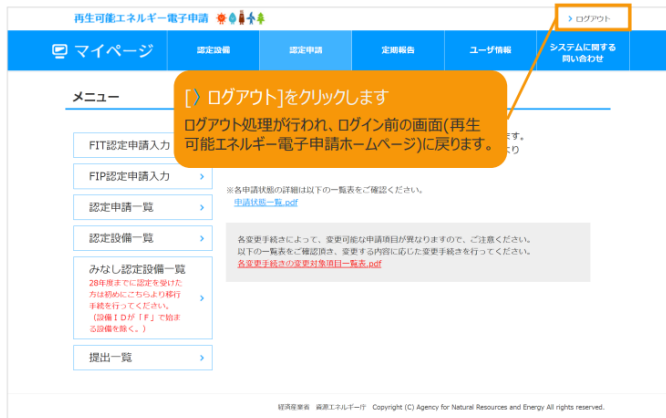 再生可能エネルギー電子申請
> ログアウト
マイページ
認定設備
認定申請
定期報告
ユーザ情報
システムに関する
問い合わせ
メニュー
[〉ログアウト]をクリックします
ログアウト処理が行われ、ログイン前の画面(再生
可能エネルギー電子申請ホームページ)に戻ります。
す。
より
FIT認定申請入力
FIP認定申請入力 >
認定申請一覧 >
認定設備一覧 >
みなし認定設備一覧 >
28年度までに認定を受けた
方は初めにこちらより移行
手続を行ってください。
(設備IDが「F」で始ま
る設備を除く。)
提出一覧 >
※各申請状態の詳細は以下の一覧表をご確認ください。
申請状態一覧.pdf
各変更手続きによって、変更可能な申請項目が異なりますので、ご注意ください。
以下の一覧表をご確認頂き、変更する内容に応じた変更手続きを行ってください。
各変更手続きの変更対象項目一覧表.pdf
経済産業省 資源エネルギー庁 Copyright (C) Agency for Natural Resources and Energy All rights reserved.